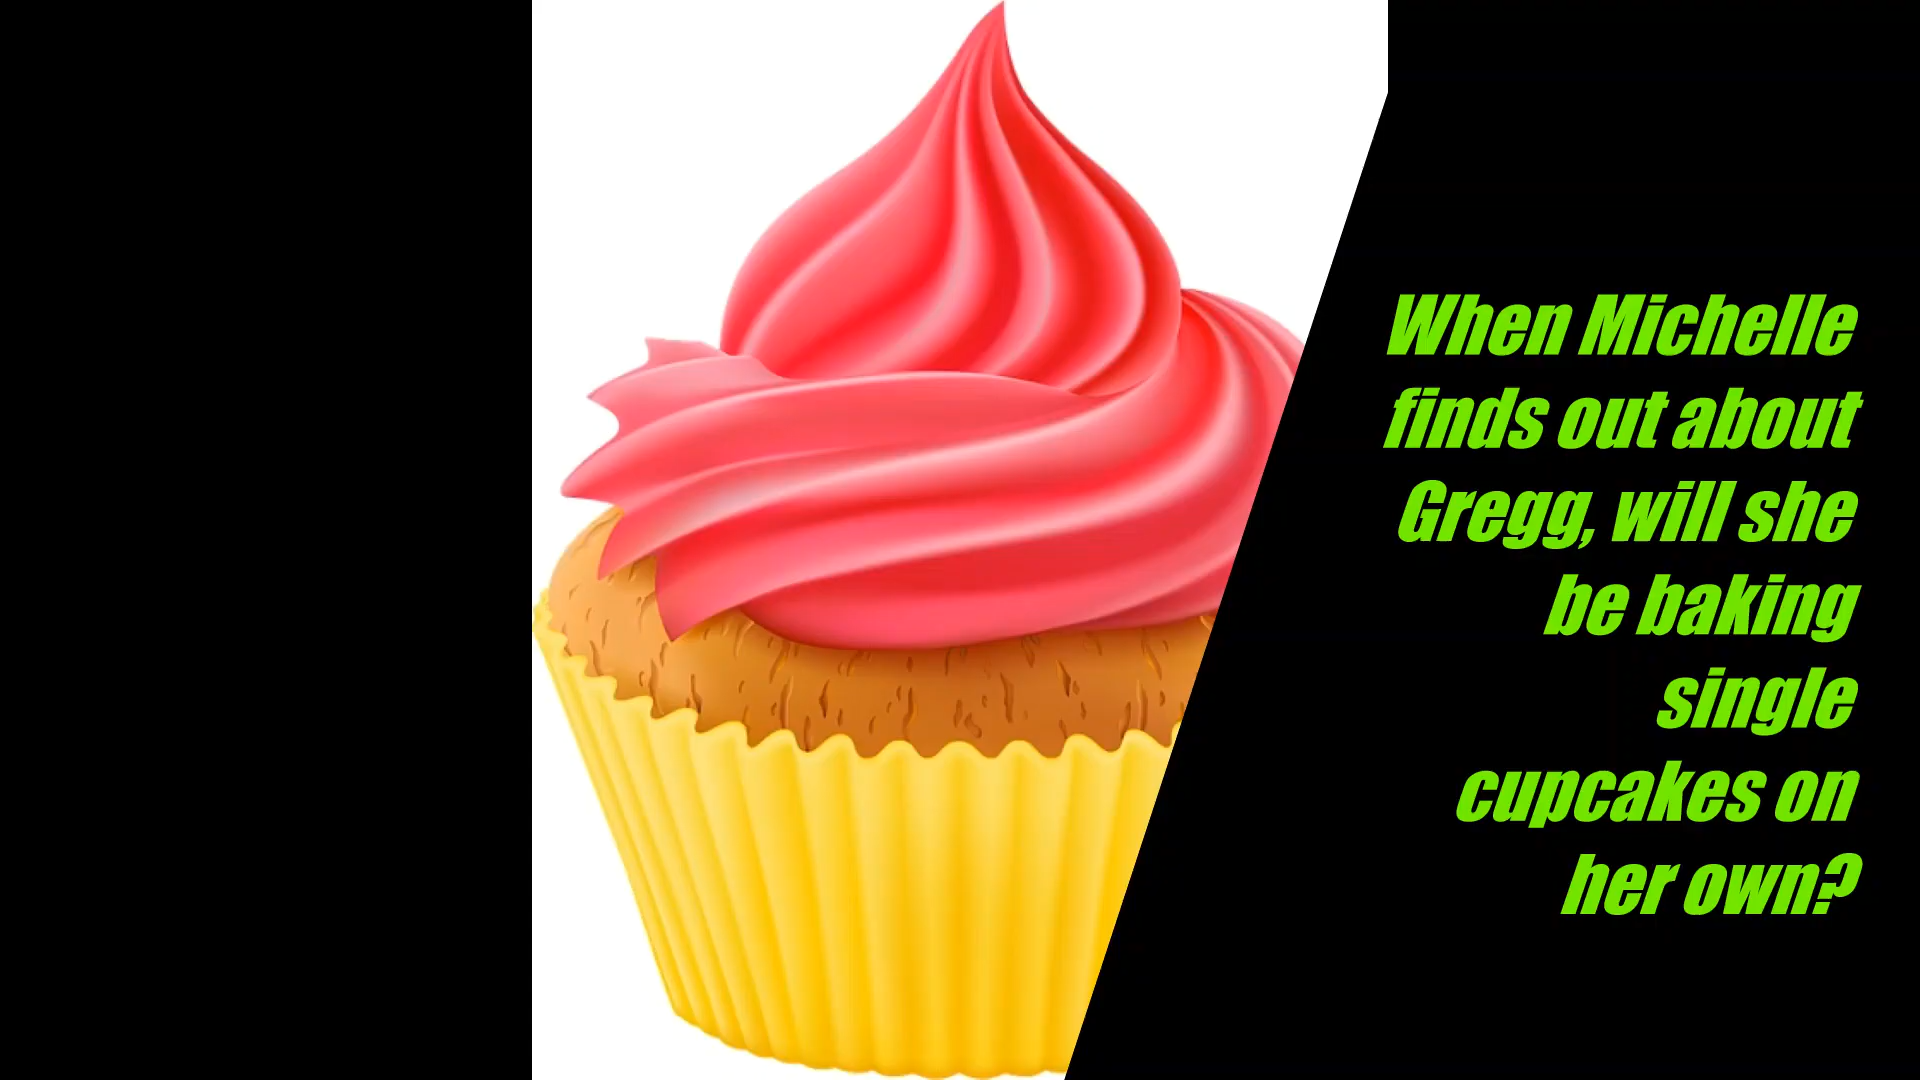 When Michelle
finds out about
Gregg, will she
be baking
single
cupcakes on
her own?